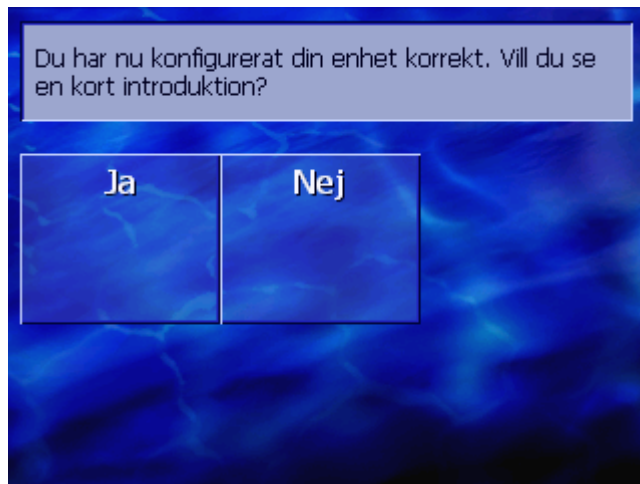 Du har nu konfigurerat din enhet korrekt. Vill du se
en kort introduktion?
Ja
Nej